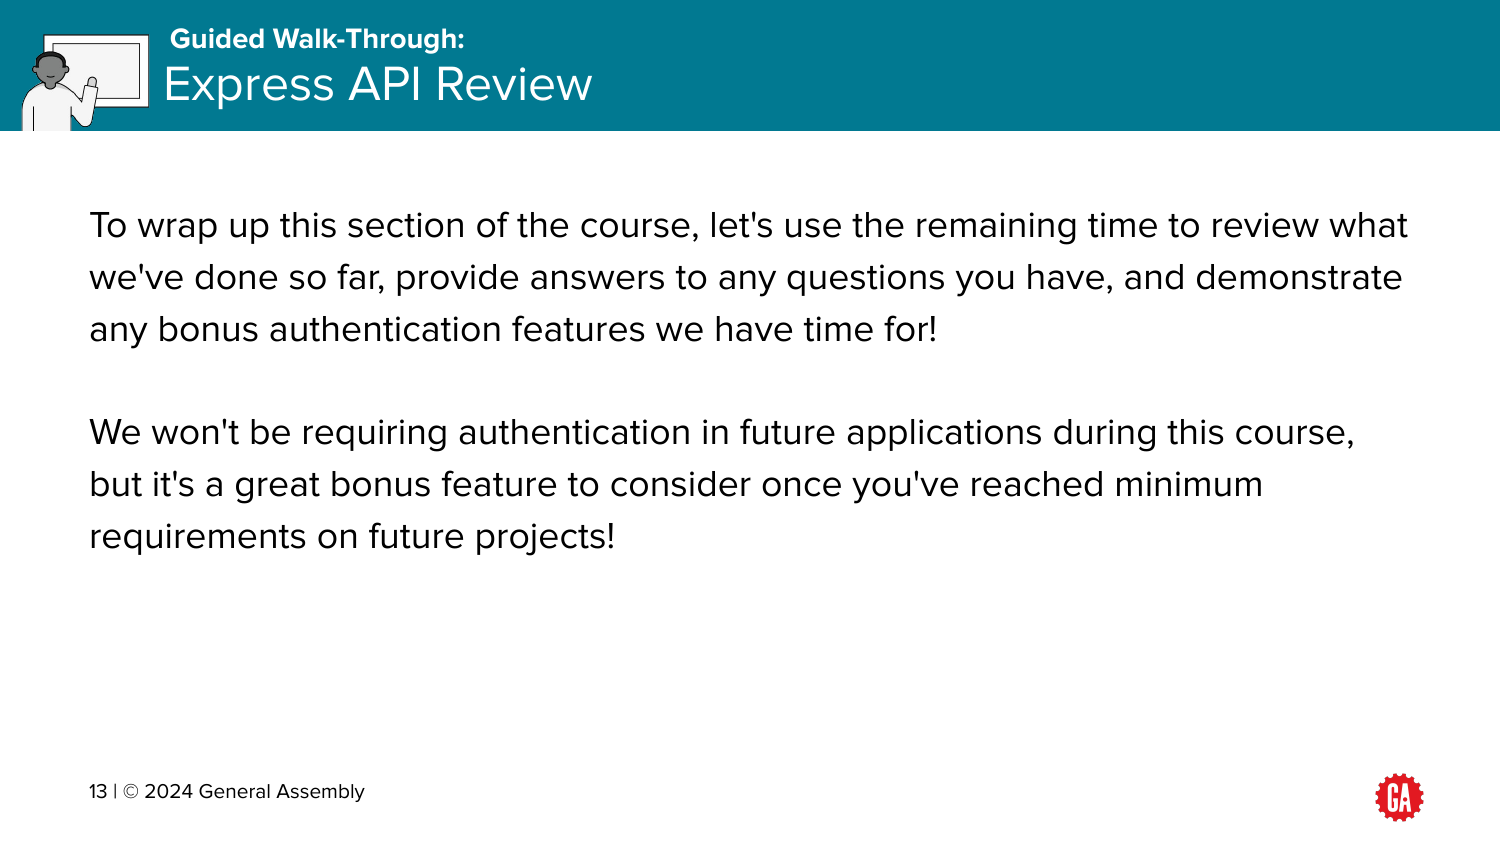 Guided Walk-Through:
Express API Review
To wrap up this section of the course, let's use the remaining time to review what
we've done so far, provide answers to any questions you have, and demonstrate
any bonus authentication features we have time for!
We won't be requiring authentication in future applications during this course,
but it's a great bonus feature to consider once you've reached minimum
requirements on future projects!
13 | © 2024 General Assembly
GA